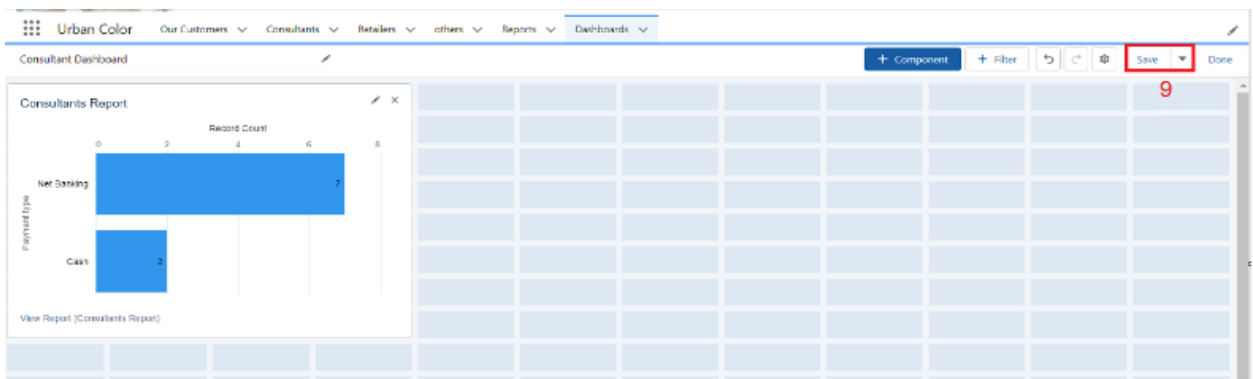 Urban Color Our Customers Consultants Retailers others Reports Dashboards
Consultant Dashboard + Component + Filter Save Done
9
Consultants Report
Record Count
0 2 4 6 8
Net Banking 7
Payment type
Cash 2
View Report (Consultants Report)